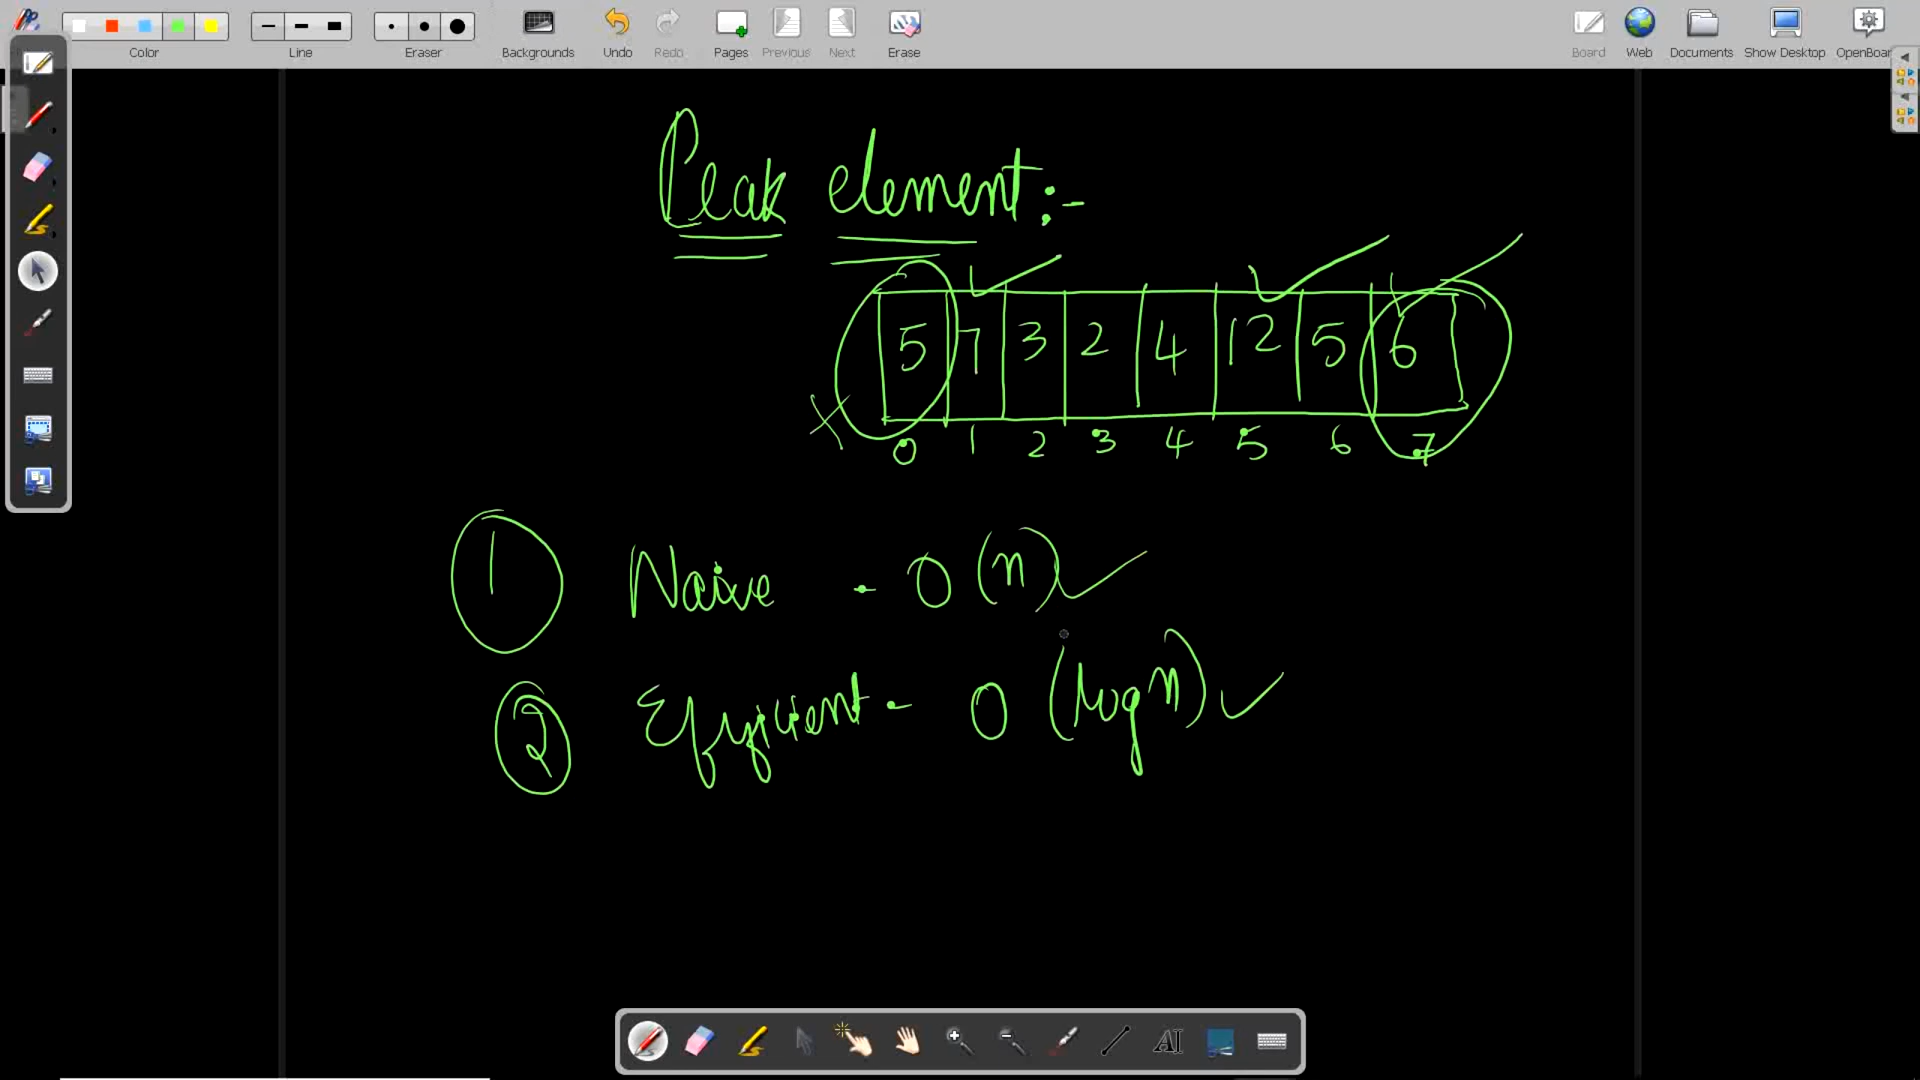 Color Line Eraser Backgrounds Undo Redo Pages Previous Next Erase Board Web Documents Show Desktop OpenBoar
Peak element:-
5 7 3 2 4 12 5 6
0 1 2 3 4 5 6 7
1 Naive - O(n)
2 Efficient - O(log n)